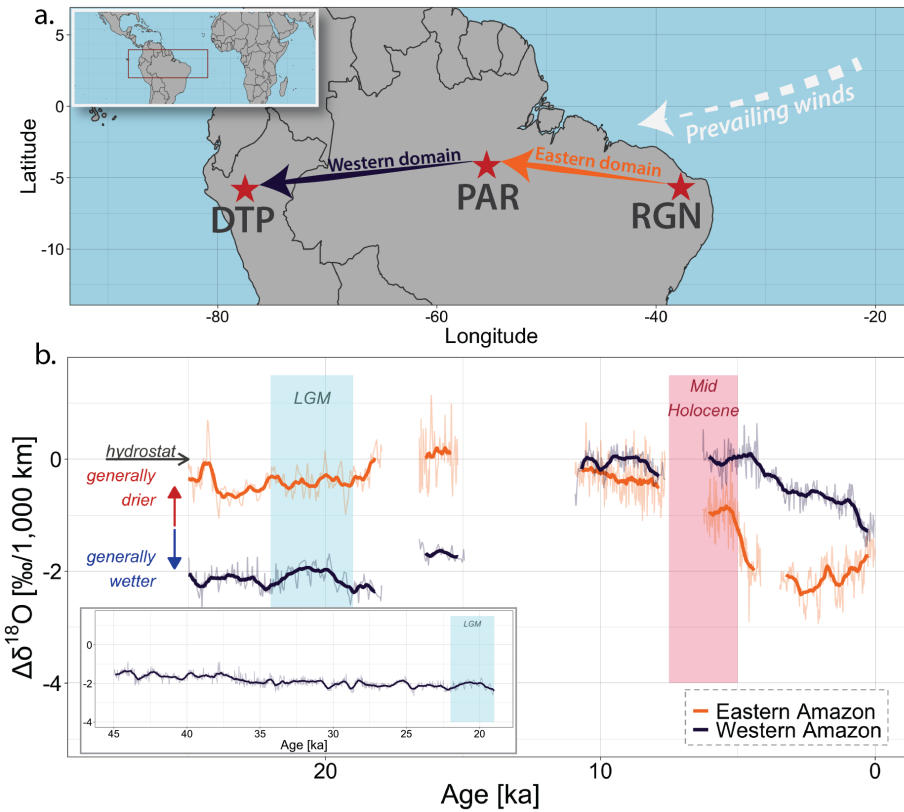 a.
5
0
-5
-10
Latitude
Prevailing winds
Western domain
Eastern domain
DTP
PAR
RGN
-80
-60
-40
-20
Longitude
b.
LGM
Mid
Holocene
hydrostat
generally
drier
generally
wetter
0
-2
-4
Δδ¹⁸O [‰/1,000 km]
LGM
0
-2
-4
45
40
35
30
25
20
Age [ka]
Eastern Amazon
Western Amazon
20
10
0
Age [ka]